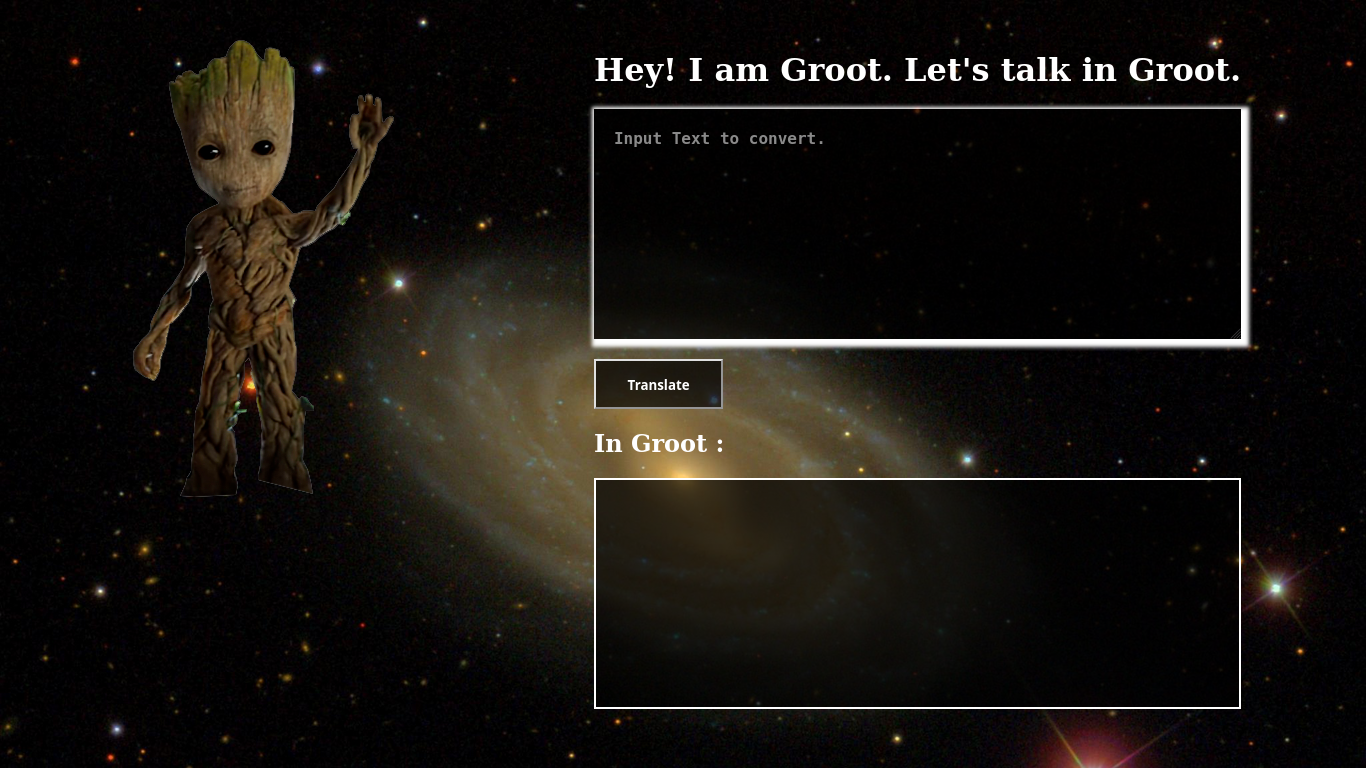 Hey! I am Groot. Let's talk in Groot.
Input Text to convert.
Translate
In Groot :